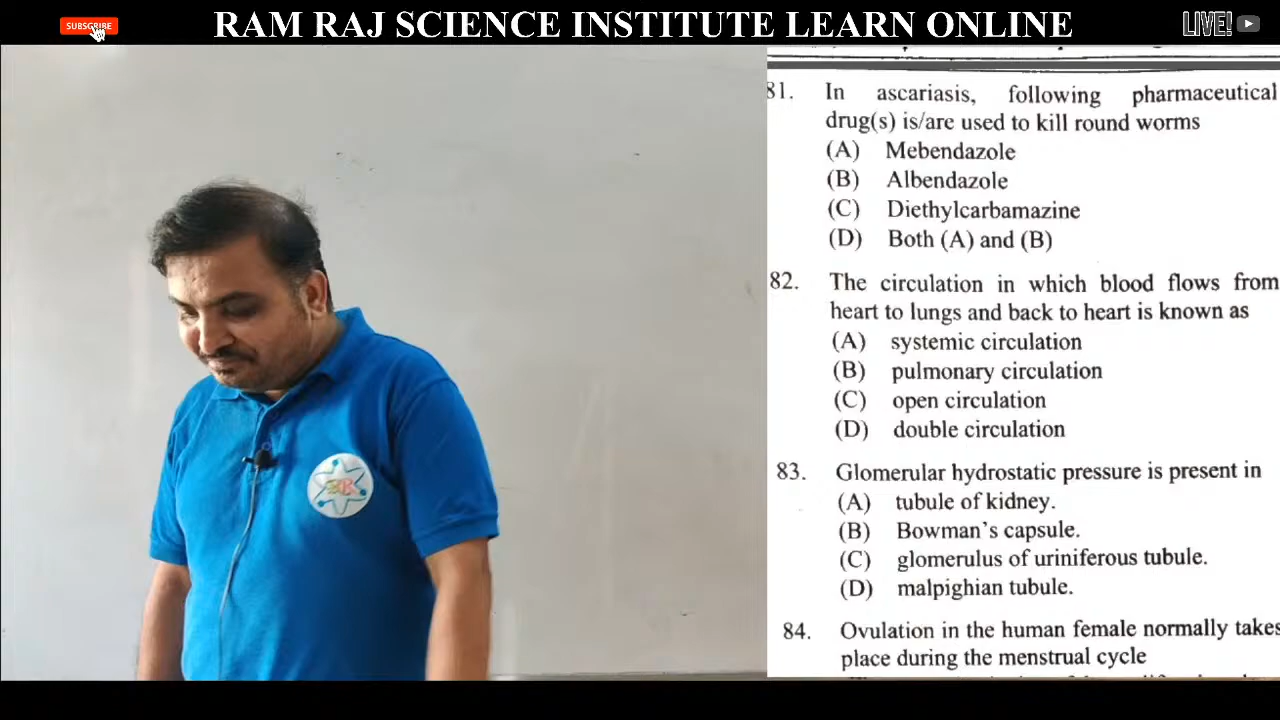 SUBSCRIBE
RAM RAJ SCIENCE INSTITUTE LEARN ONLINE
LIVE!
81. In ascariasis, following pharmaceutical
drug(s) is/are used to kill round worms
(A) Mebendazole
(B) Albendazole
(C) Diethylcarbamazine
(D) Both (A) and (B)
82. The circulation in which blood flows from
heart to lungs and back to heart is known as
(A) systemic circulation
(B) pulmonary circulation
(C) open circulation
(D) double circulation
83. Glomerular hydrostatic pressure is present in
(A) tubule of kidney.
(B) Bowman's capsule.
(C) glomerulus of uriniferous tubule.
(D) malpighian tubule.
84. Ovulation in the human female normally takes
place during the menstrual cycle